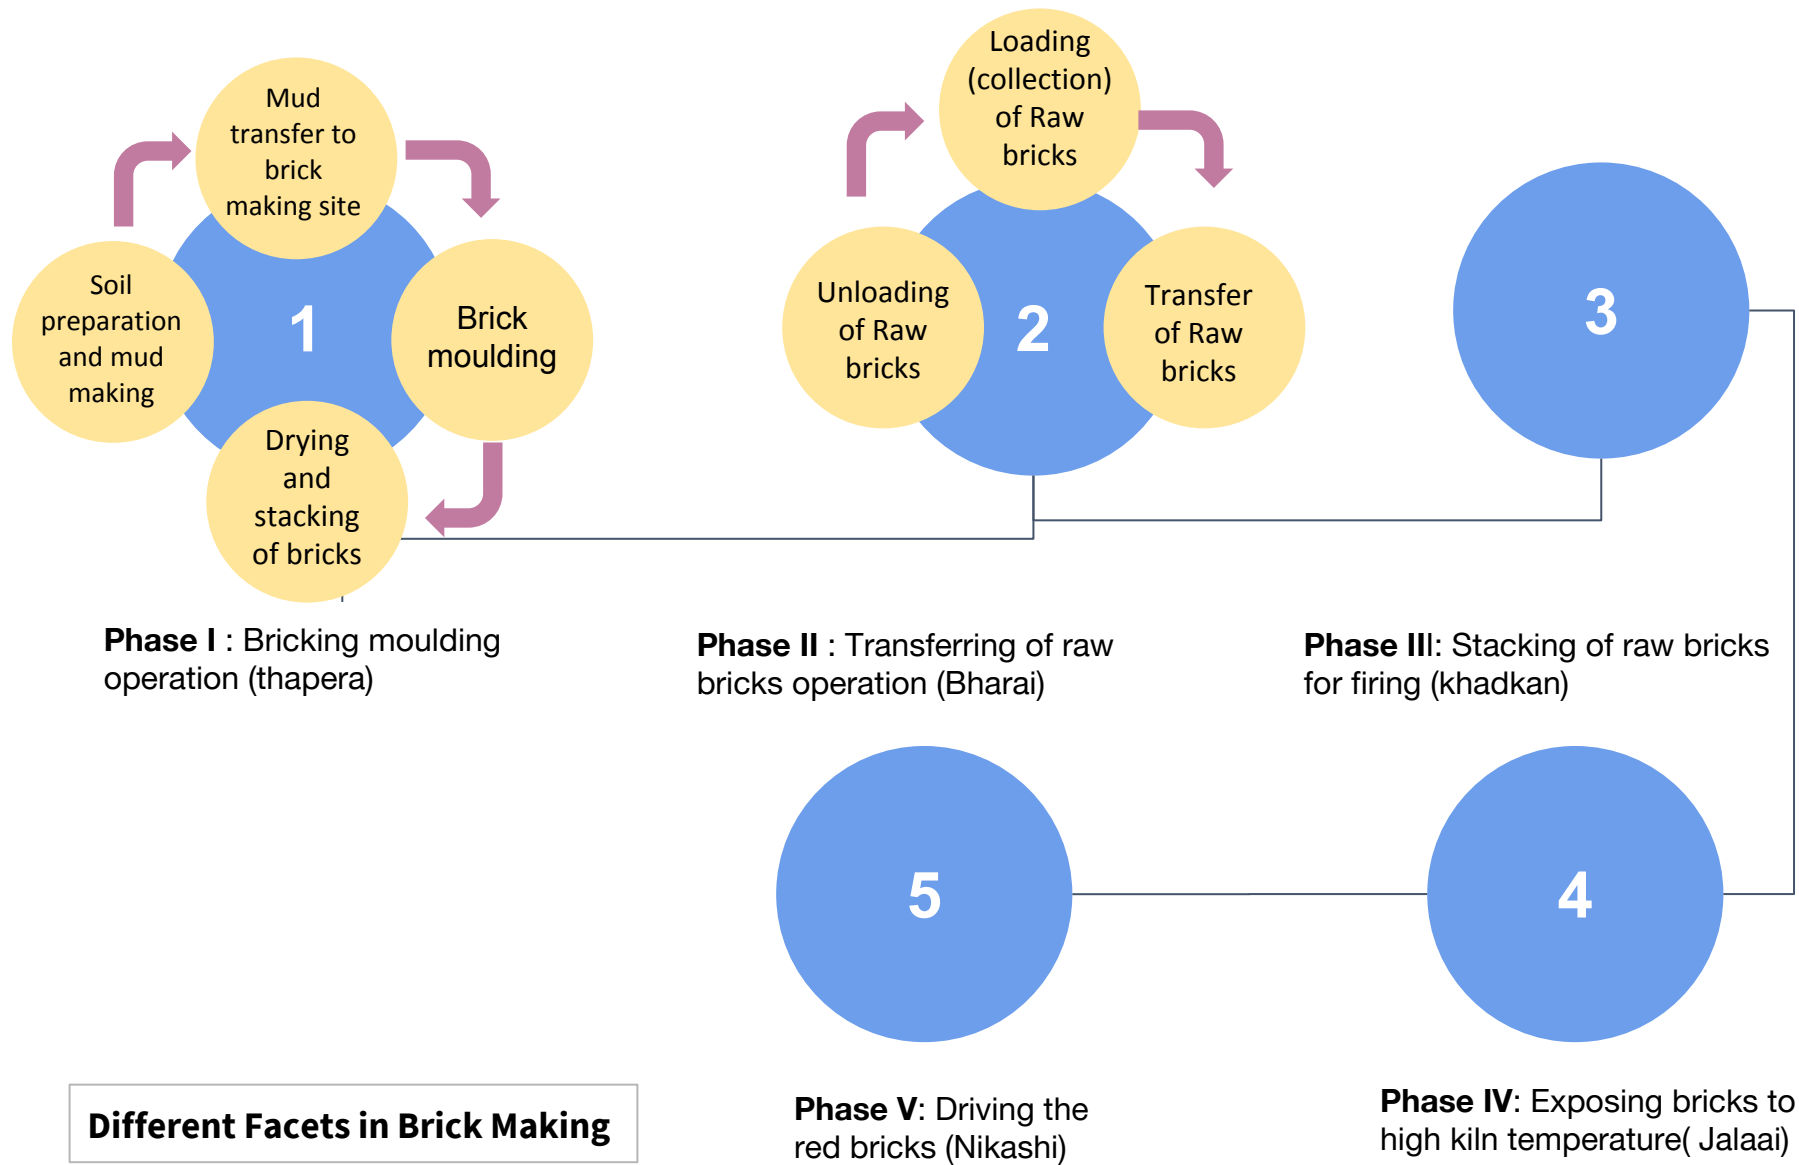 Mud
transfer to
brick
making site
Soil
preparation
and mud
making
1
Brick
moulding
Drying
and
stacking
of bricks
Phase I : Bricking moulding
operation (thapera)
Loading
(collection)
of Raw
bricks
Unloading
of Raw
bricks
2
Transfer
of Raw
bricks
Phase II : Transferring of raw
bricks operation (Bharai)
3
Phase III: Stacking of raw bricks
for firing (khadkan)
4
Phase IV: Exposing bricks to
high kiln temperature( Jalaai)
5
Phase V: Driving the
red bricks (Nikashi)
Different Facets in Brick Making